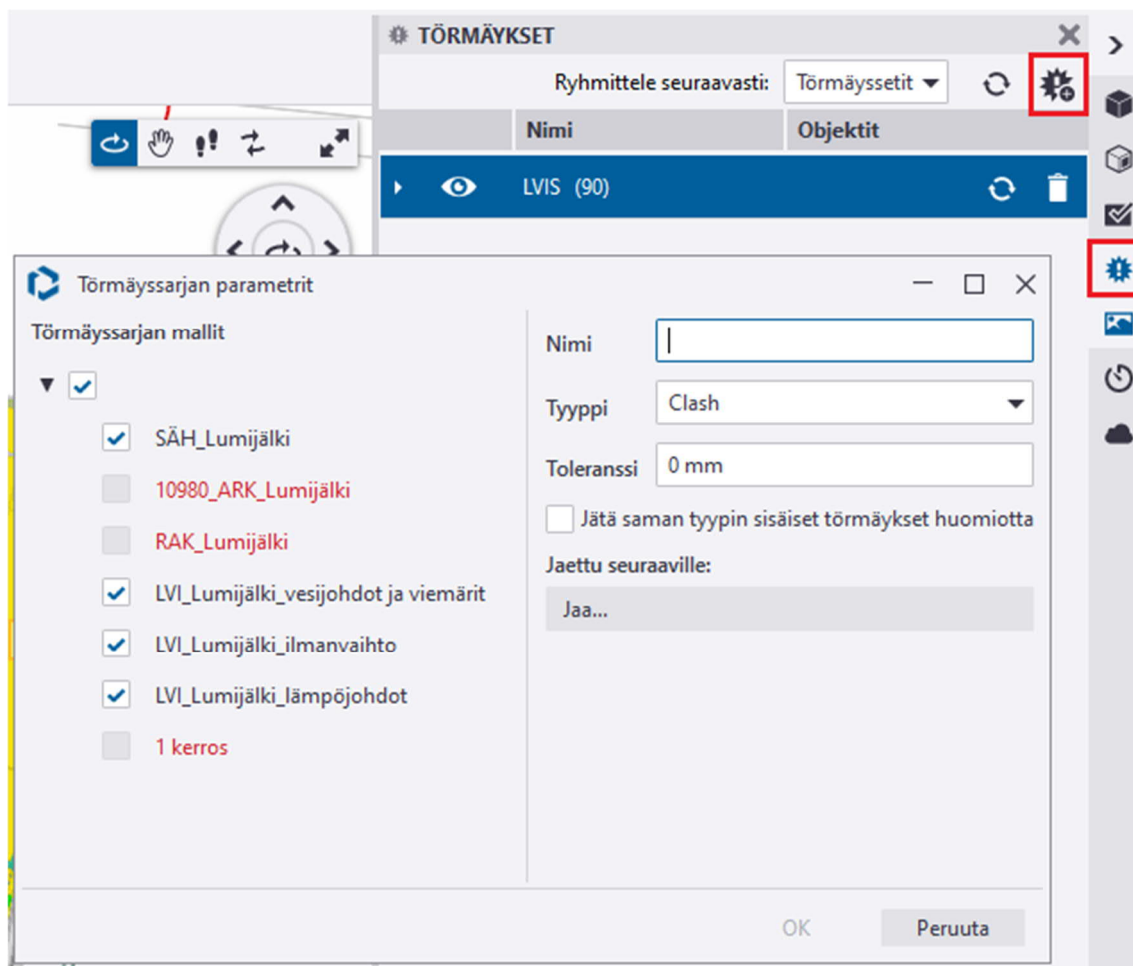 TÖRMÄYKSET
Ryhmittele seuraavasti: Törmäyssetit
Nimi Objektit
LVIS (90)
Törmäyssarjan parametrit
Törmäyssarjan mallit
SÄH_Lumijälki
10980_ARK_Lumijälki
RAK_Lumijälki
LVI_Lumijälki_vesijohdot ja viemärit
LVI_Lumijälki_ilmanvaihto
LVI_Lumijälki_lämpöjohdot
1 kerros
Nimi
Tyyppi Clash
Toleranssi 0 mm
Jätä saman tyypin sisäiset törmäykset huomiotta
Jaettu seuraaville:
Jaa...
OK Peruuta